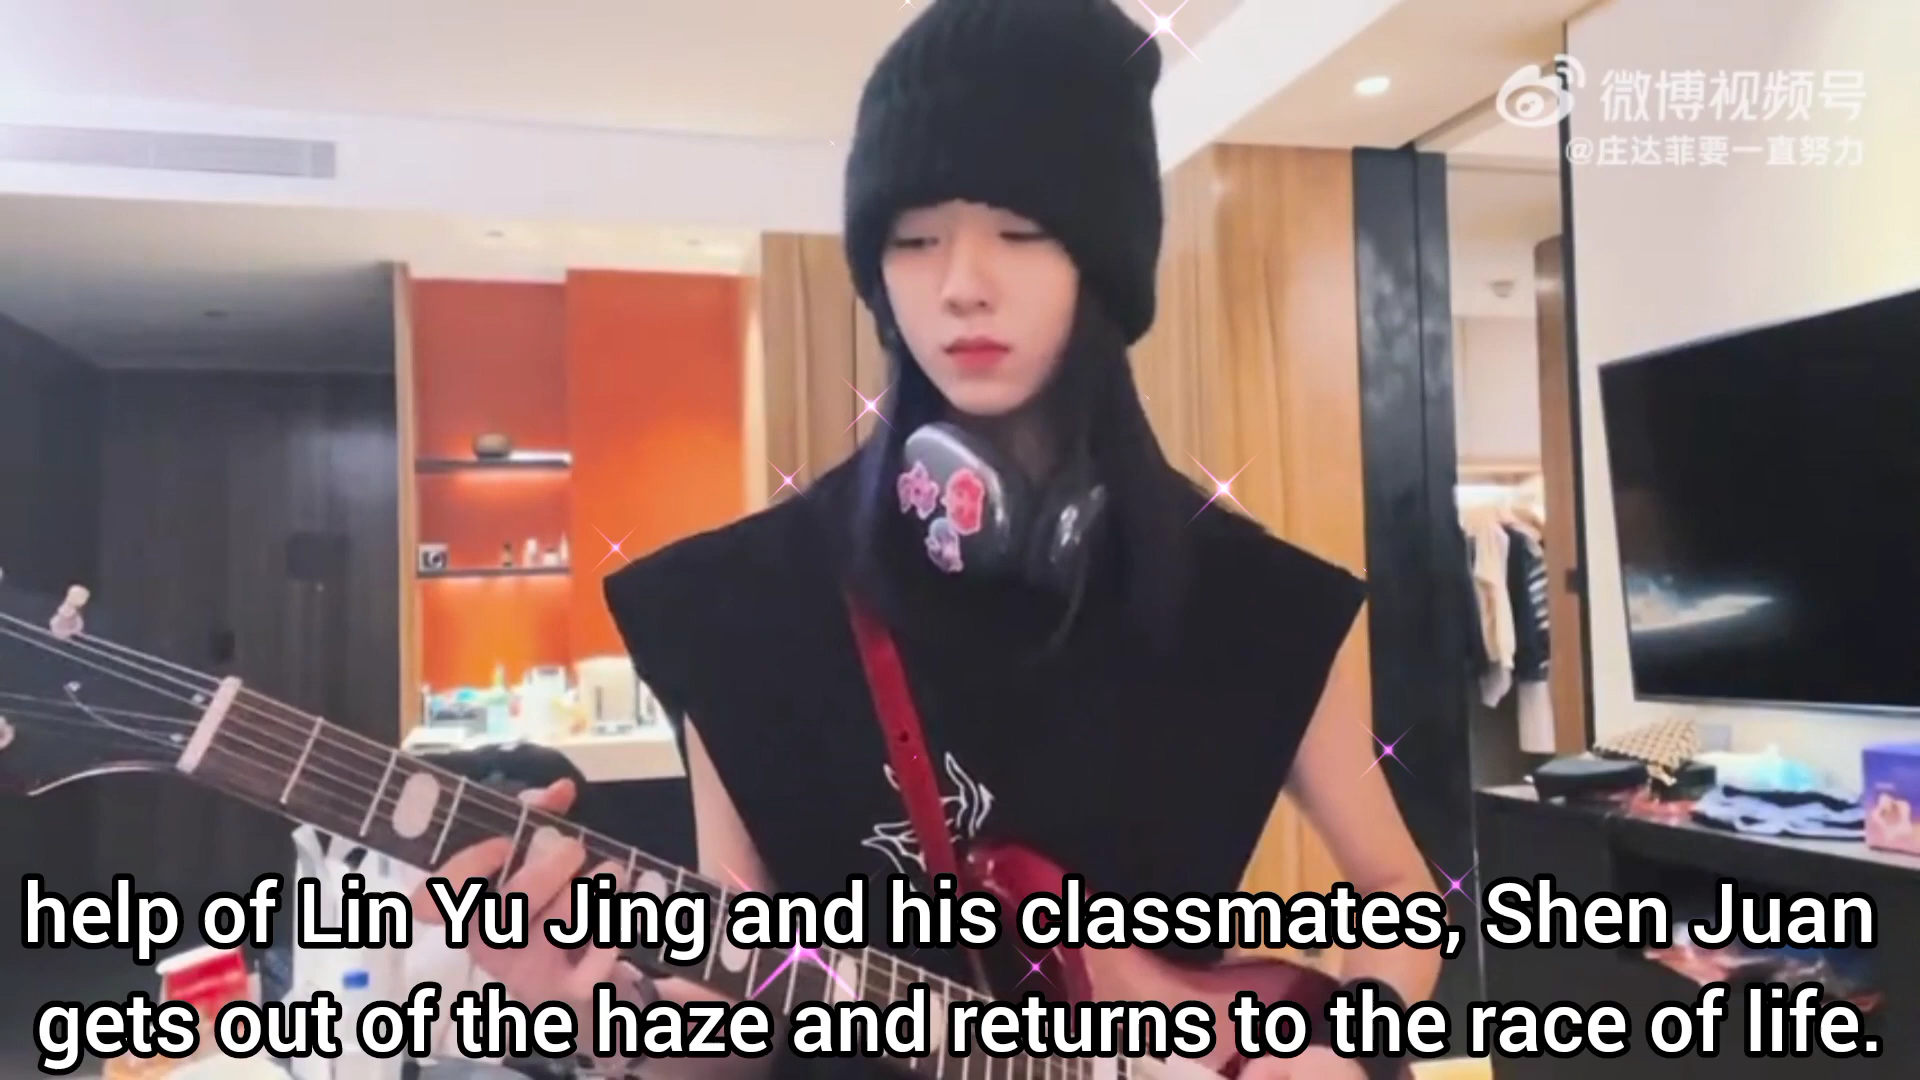 微博视频号
@庄达菲要一直努力
help of Lin Yu Jing and his classmates, Shen Juan
gets out of the haze and returns to the race of life.